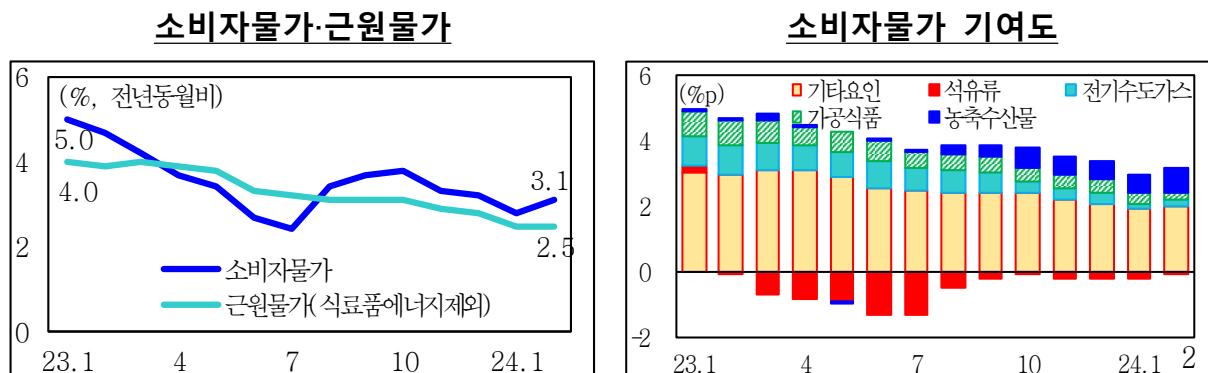 소비자물가·근원물가
6
(%, 전년동월비)
5.0
4
4.0
3.1
2
2.5
소비자물가
근원물가(식료품에너지제외)
0
23.1 4 7 10 24.1
소비자물가 기여도
6
(%p)
기타요인 석유류 전기수도가스
가공식품 농축수산물
4
2
0
-2
23.1 4 7 10 24.1 2